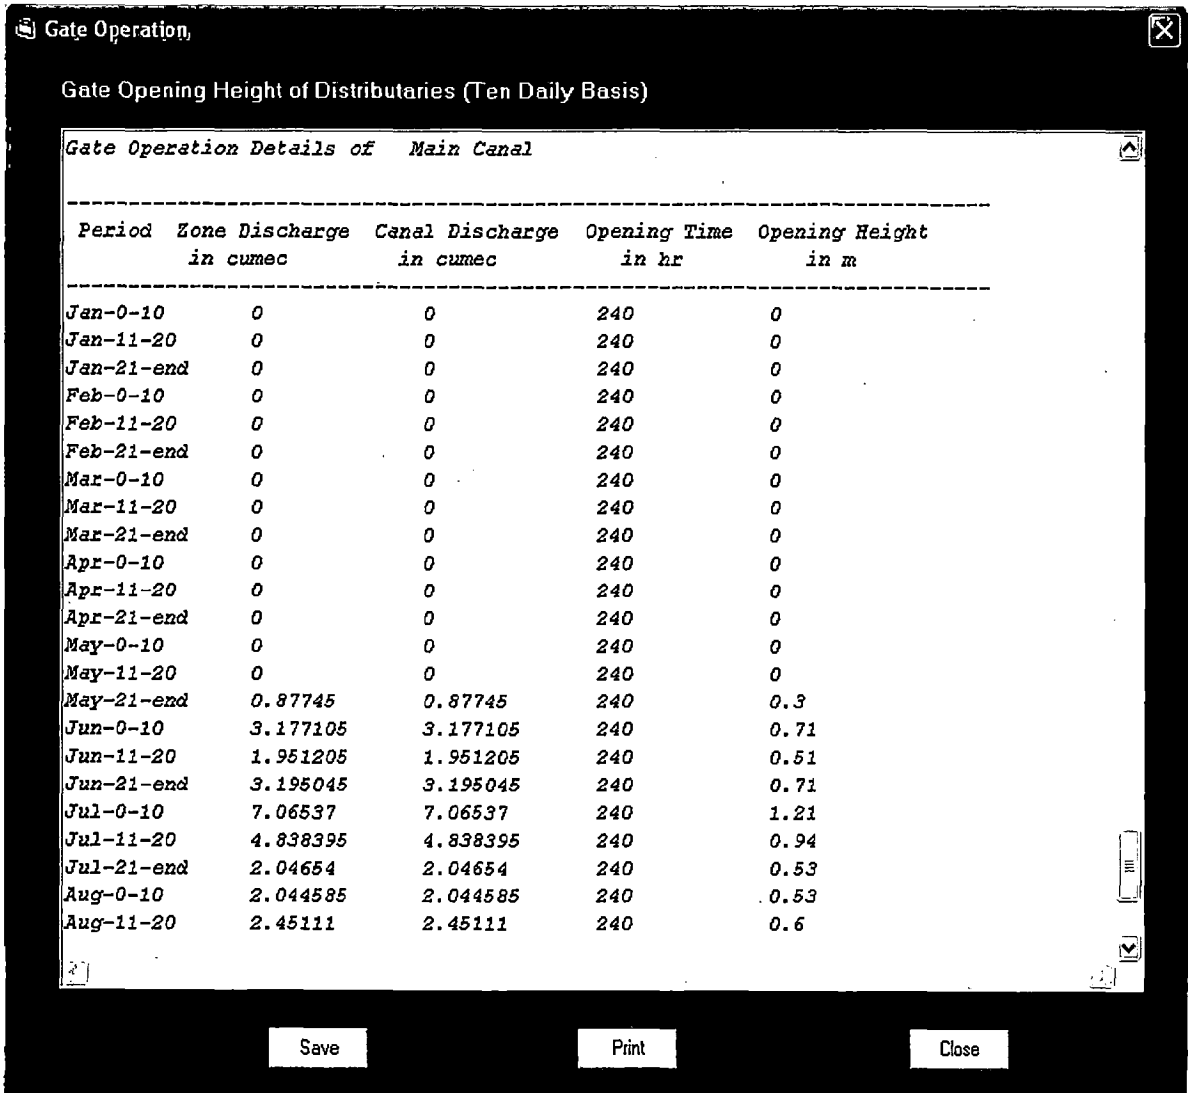 Gate Operation,
Gate Opening Height of Distributaries (Ten Daily Basis)
Gate Operation Details of Main Canal
Period Zone Discharge Canal Discharge Opening Time Opening Height
in cumec in cumec in hr in m
Jan-0-10 0 0 240 0
Jan-11-20 0 0 240 0
Jan-21-end 0 0 240 0
Feb-0-10 0 0 240 0
Feb-11-20 0 0 240 0
Feb-21-end 0 0 240 0
Mar-0-10 0 0 240 0
Mar-11-20 0 0 240 0
Mar-21-end 0 0 240 0
Apr-0-10 0 0 240 0
Apr-11-20 0 0 240 0
Apr-21-end 0 0 240 0
May-0-10 0 0 240 0
May-11-20 0 0 240 0
May-21-end 0.87745 0.87745 240 0.3
Jun-0-10 3.177105 3.177105 240 0.71
Jun-11-20 1.951205 1.951205 240 0.51
Jun-21-end 3.195045 3.195045 240 0.71
Jul-0-10 7.06537 7.06537 240 1.21
Jul-11-20 4.838395 4.838395 240 0.94
Jul-21-end 2.04654 2.04654 240 0.53
Aug-0-10 2.044585 2.044585 240 0.53
Aug-11-20 2.45111 2.45111 240 0.6
Save Print Close